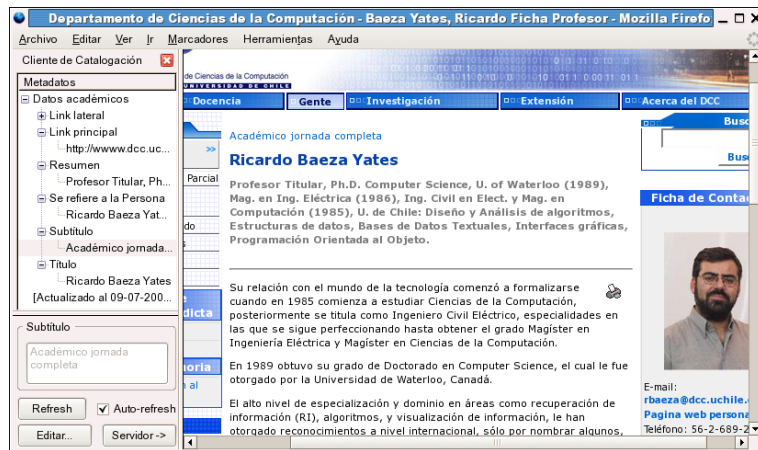 Departamento de Ciencias de la Computación - Baeza Yates, Ricardo Ficha Profesor - Mozilla Firefo
Archivo Editar Ver Ir Marcadores Herramientas Ayuda
Cliente de Catalogación
Metadatos
Datos académicos
Link lateral
Link principal
http://wwww.dcc.uc...
Resumen
Profesor Titular, Ph...
Se refiere a la Persona
Ricardo Baeza Yat...
Subtítulo
Académico jornada...
Título
Ricardo Baeza Yates
[Actualizado al 09-07-200...
Subtítulo
Académico jornada
completa
Refresh Auto-refresh
Editar... Servidor ->
de Ciencias de la Computación
UNIVERSIDAD DE CHILE
Docencia Gente Investigación Extensión Acerca del DCC
>>
Parcial
do
s
dicta
oria
n al
Académico jornada completa
Ricardo Baeza Yates
Profesor Titular, Ph.D. Computer Science, U. of Waterloo (1989),
Mag. en Ing. Eléctrica (1986), Ing. Civil en Elect. y Mag. en
Computación (1985), U. de Chile: Diseño y Análisis de algoritmos,
Estructuras de datos, Bases de Datos Textuales, Interfaces gráficas,
Programación Orientada al Objeto.
Su relación con el mundo de la tecnología comenzó a formalizarse
cuando en 1985 comienza a estudiar Ciencias de la Computación,
posteriormente se titula como Ingeniero Civil Eléctrico, especialidades en
las que se sigue perfeccionando hasta obtener el grado Magíster en
Ingeniería Eléctrica y Magíster en Ciencias de la Computación.
En 1989 obtuvo su grado de Doctorado en Computer Science, el cual le fue
otorgado por la Universidad de Waterloo, Canadá.
El alto nivel de especialización y dominio en áreas como recuperación de
información (RI), algoritmos, y visualización de información, le han
otorgado reconocimientos a nivel internacional, sólo por nombrar algunos,
Busc
Bus
Ficha de Conta
E-mail:
rbaeza@dcc.uchile.
Pagina web persona
Teléfono: 56-2-689-2